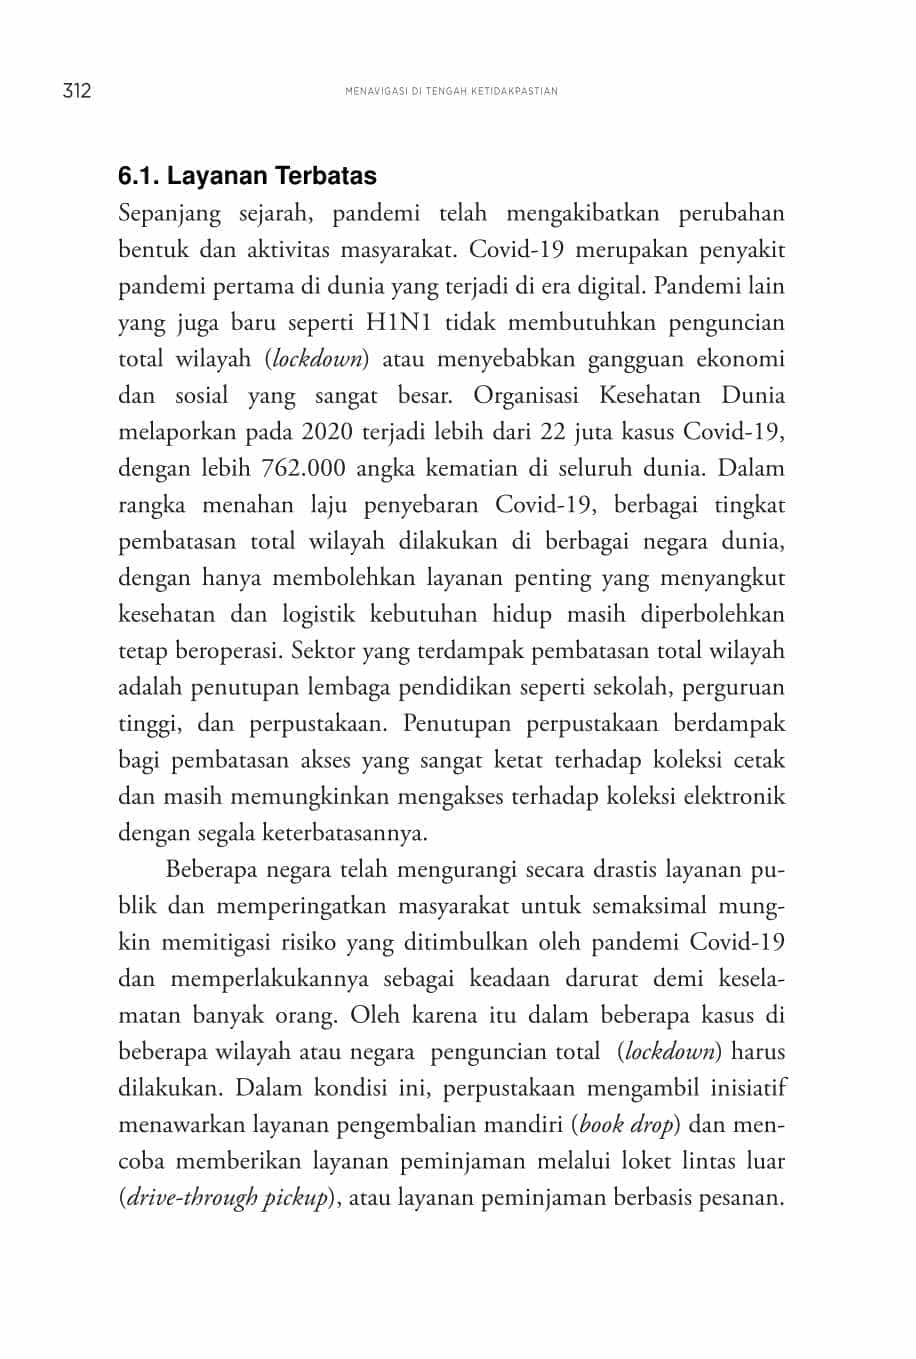 312
MENAVIGASI DI TENGAH KETIDAKPASTIAN
6.1. Layanan Terbatas
Sepanjang sejarah, pandemi telah mengakibatkan perubahan
bentuk dan aktivitas masyarakat. Covid-19 merupakan penyakit
pandemi pertama di dunia yang terjadi di era digital. Pandemi lain
yang juga baru seperti H1N1 tidak membutuhkan penguncian
total wilayah (lockdown) atau menyebabkan gangguan ekonomi
dan sosial yang sangat besar. Organisasi Kesehatan Dunia
melaporkan pada 2020 terjadi lebih dari 22 juta kasus Covid-19,
dengan lebih 762.000 angka kematian di seluruh dunia. Dalam
rangka menahan laju penyebaran Covid-19, berbagai tingkat
pembatasan total wilayah dilakukan di berbagai negara dunia,
dengan hanya membolehkan layanan penting yang menyangkut
kesehatan dan logistik kebutuhan hidup masih diperbolehkan
tetap beroperasi. Sektor yang terdampak pembatasan total wilayah
adalah penutupan lembaga pendidikan seperti sekolah, perguruan
tinggi, dan perpustakaan. Penutupan perpustakaan berdampak
bagi pembatasan akses yang sangat ketat terhadap koleksi cetak
dan masih memungkinkan mengakses terhadap koleksi elektronik
dengan segala keterbatasannya.
Beberapa negara telah mengurangi secara drastis layanan pu-
blik dan memperingatkan masyarakat untuk semaksimal mung-
kin memitigasi risiko yang ditimbulkan oleh pandemi Covid-19
dan memperlakukannya sebagai keadaan darurat demi kesela-
matan banyak orang. Oleh karena itu dalam beberapa kasus di
beberapa wilayah atau negara penguncian total (lockdown) harus
dilakukan. Dalam kondisi ini, perpustakaan mengambil inisiatif
menawarkan layanan pengembalian mandiri (book drop) dan men-
coba memberikan layanan peminjaman melalui loket lintas luar
(drive-through pickup), atau layanan peminjaman berbasis pesanan.